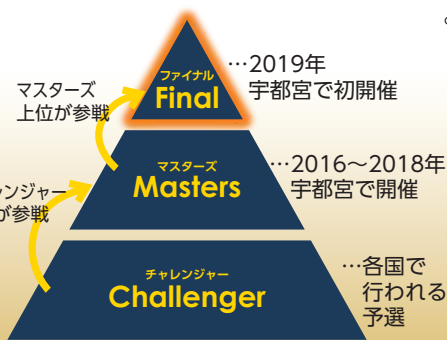 ファイナル
Final
…2019年
宇都宮で初開催
マスターズ
上位が参戦
マスターズ
Masters
…2016〜2018年
宇都宮で開催
レンジャー
が参戦
チャレンジャー
Challenger
…各国で
行われる
予選